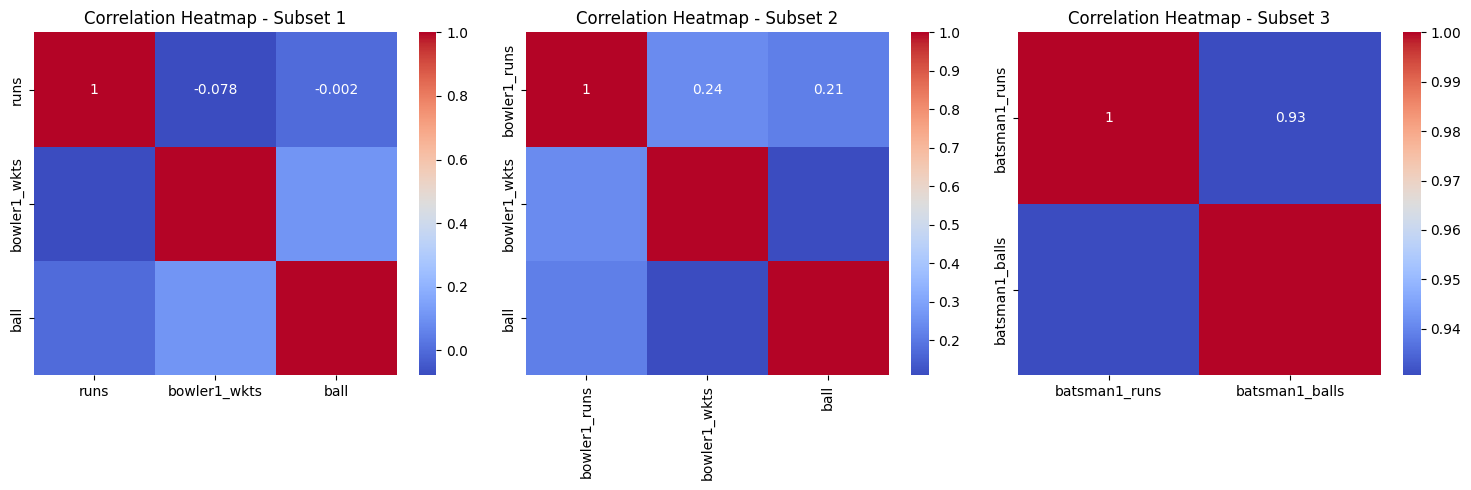 Correlation Heatmap - Subset 1
runs
bowler1_wkts
ball
1
-0.078
-0.002
runs
bowler1_wkts
ball
1.0
0.8
0.6
0.4
0.2
0.0
Correlation Heatmap - Subset 2
bowler1_runs
bowler1_wkts
ball
1
0.24
0.21
bowler1_runs
bowler1_wkts
ball
1.0
0.9
0.8
0.7
0.6
0.5
0.4
0.3
0.2
Correlation Heatmap - Subset 3
batsman1_runs
batsman1_balls
1
0.93
batsman1_runs
batsman1_balls
1.00
0.99
0.98
0.97
0.96
0.95
0.94